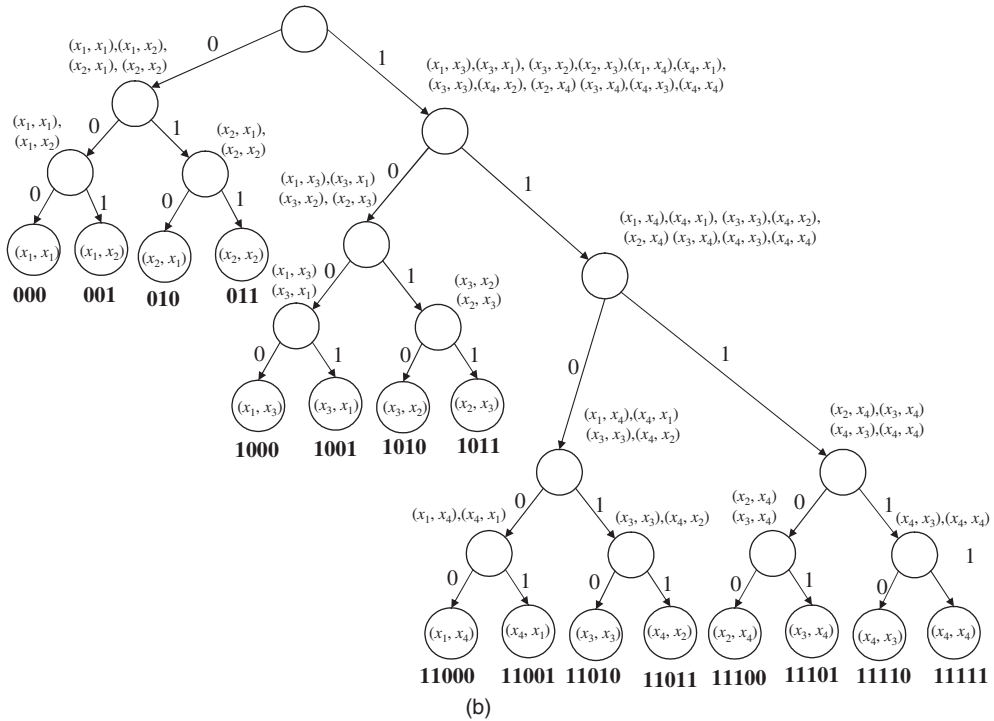 0
(x₁, x₁),(x₁, x₂),
(x₂, x₁), (x₂, x₂)
1
(x₁, x₃),(x₃, x₁), (x₃, x₂),(x₂, x₃),(x₁, x₄),(x₄, x₁),
(x₃, x₃),(x₄, x₂), (x₂, x₄) (x₃, x₄),(x₄, x₃),(x₄, x₄)
(x₁, x₁),
(x₁, x₂)
0
1
(x₂, x₁),
(x₂, x₂)
(x₁, x₃),(x₃, x₁)
(x₃, x₂), (x₂, x₃)
0
1
0
1
0
1
(x₁, x₄),(x₄, x₁), (x₃, x₃),(x₄, x₂),
(x₂, x₄) (x₃, x₄),(x₄, x₃),(x₄, x₄)
(x₁, x₁)
(x₁, x₂)
(x₂, x₁)
(x₂, x₂)
000
001
010
011
(x₁, x₃)
(x₃, x₁)
0
1
(x₃, x₂)
(x₂, x₃)
0
1
0
1
0
1
(x₁, x₃)
(x₃, x₁)
(x₃, x₂)
(x₂, x₃)
1000
1001
1010
1011
(x₁, x₄),(x₄, x₁)
(x₃, x₃),(x₄, x₂)
(x₂, x₄),(x₃, x₄)
(x₄, x₃),(x₄, x₄)
(x₁, x₄),(x₄, x₁)
0
1
(x₃, x₃),(x₄, x₂)
(x₂, x₄)
(x₃, x₄)
0
1
(x₄, x₃),(x₄, x₄)
0
1
0
1
0
1
0
1
(x₁, x₄)
(x₄, x₁)
(x₃, x₃)
(x₄, x₂)
(x₂, x₄)
(x₃, x₄)
(x₄, x₃)
(x₄, x₄)
11000
11001
11010
11011
11100
11101
11110
11111
(b)